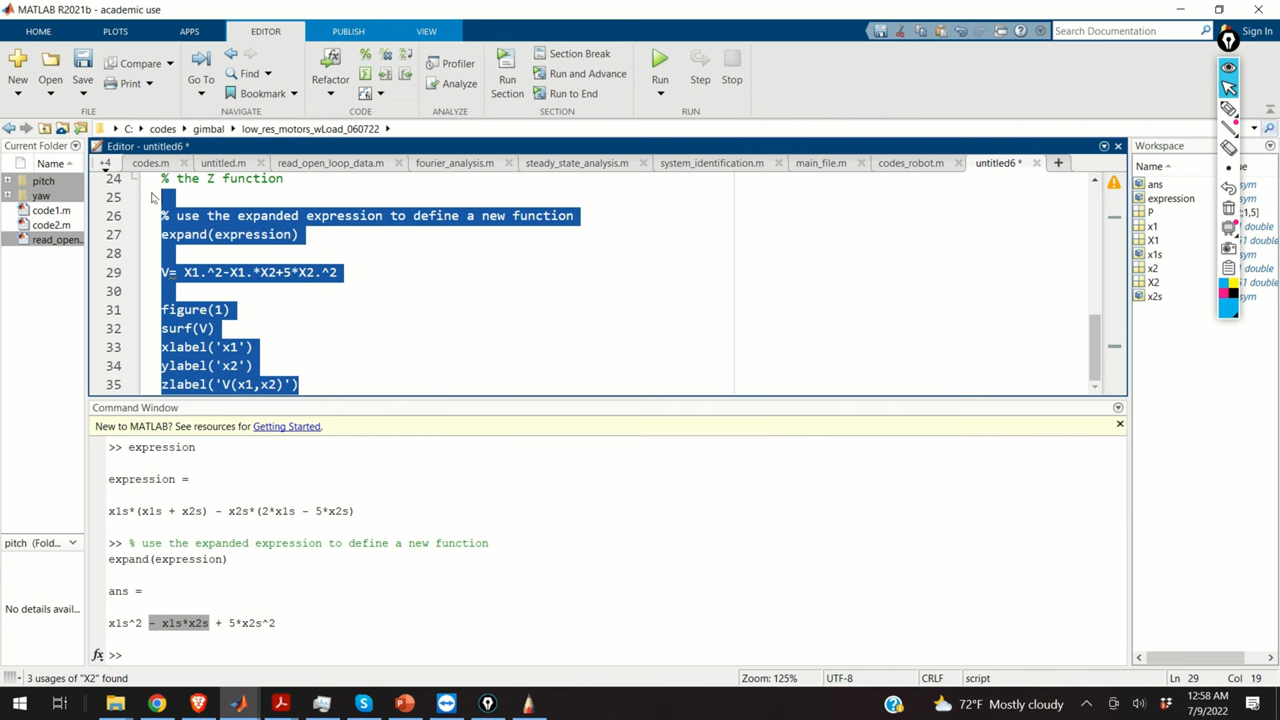 MATLAB R2021b - academic use
HOME PLOTS APPS EDITOR PUBLISH VIEW Search Documentation Sign In
New Open Save Compare Print Go To Find Bookmark Refactor Profiler Analyze Run Section Section Break Run and Advance Run to End Run Step Stop
FILE NAVIGATE CODE ANALYZE SECTION RUN
C: codes gimbal low_res_motors_wLoad_060722
Current Folder Editor - untitled6 * Workspace
Name +4 codes.m untitled.m read_open_loop_data.m fourier_analysis.m steady_state_analysis.m system_identification.m main_file.m codes_robot.m untitled6 * Name
pitch
yaw
code1.m
code2.m
read_open...
24 % the Z function
25
26 % use the expanded expression to define a new function
27 expand(expression)
28
29 V= X1.^2-X1.*X2+5*X2.^2
30
31 figure(1)
32 surf(V)
33 xlabel('x1')
34 ylabel('x2')
35 zlabel('V(x1,x2)')
ans sym
expression sym
P ;1,5]
x1
X1 1 double
x1s sym
x2
X2 1 double
x2s sym
Command Window
New to MATLAB? See resources for Getting Started.
>> expression
expression =
x1s*(x1s + x2s) - x2s*(2*x1s - 5*x2s)
>> % use the expanded expression to define a new function
expand(expression)
ans =
x1s^2 - x1s*x2s + 5*x2s^2
fx >>
pitch (Fold...
No details avail...
3 usages of "X2" found Zoom: 125% UTF-8 CRLF script Ln 29 Col 19
72°F Mostly cloudy
12:58 AM
7/9/2022